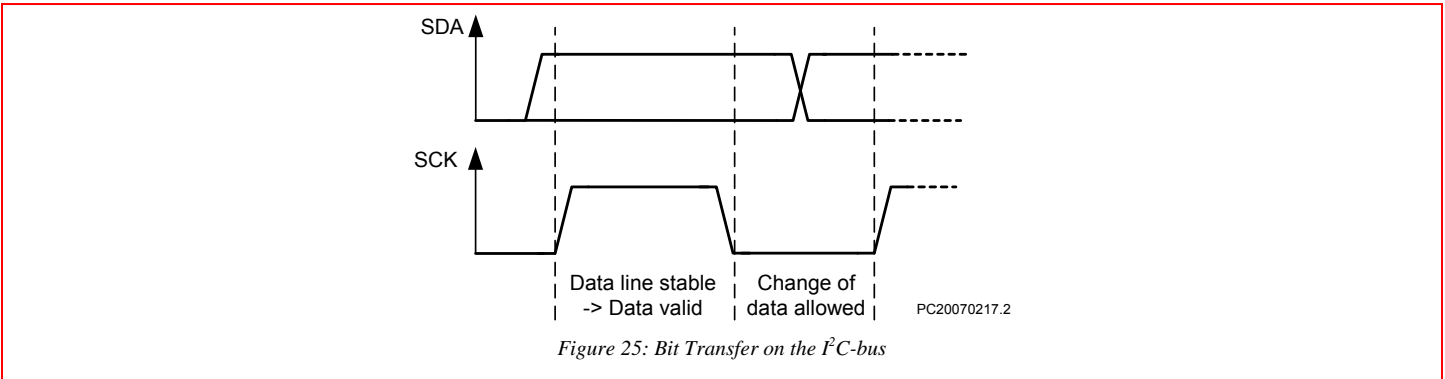 SDA
SCK
Data line stable
-> Data valid
Change of
data allowed
PC20070217.2
Figure 25: Bit Transfer on the I²C-bus